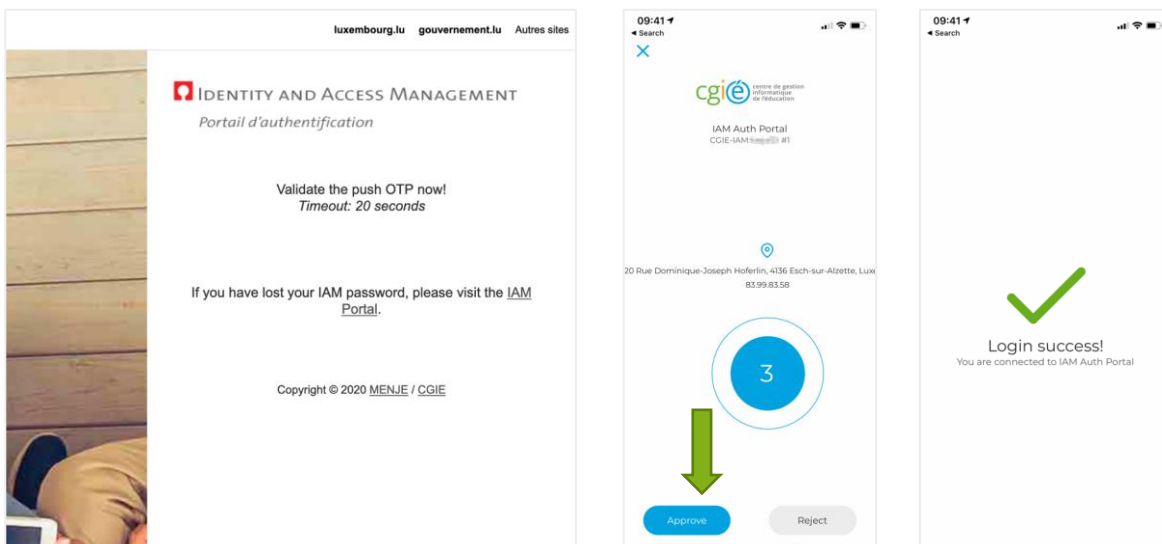 luxembourg.lu gouvernement.lu Autres sites
IDENTITY AND ACCESS MANAGEMENT
Portail d'authentification
Validate the push OTP now!
Timeout: 20 seconds
If you have lost your IAM password, please visit the IAM
Portal.
Copyright © 2020 MENJE / CGIE
09:41
◄ Search
cgié centre de gestion
informatique
de l'éducation
IAM Auth Portal
CGIE-IAM: #1
20 Rue Dominique-Joseph Hoferlin, 4136 Esch-sur-Alzette, Luxe
83.99.83.58
3
Approve Reject
09:41
◄ Search
Login success!
You are connected to IAM Auth Portal